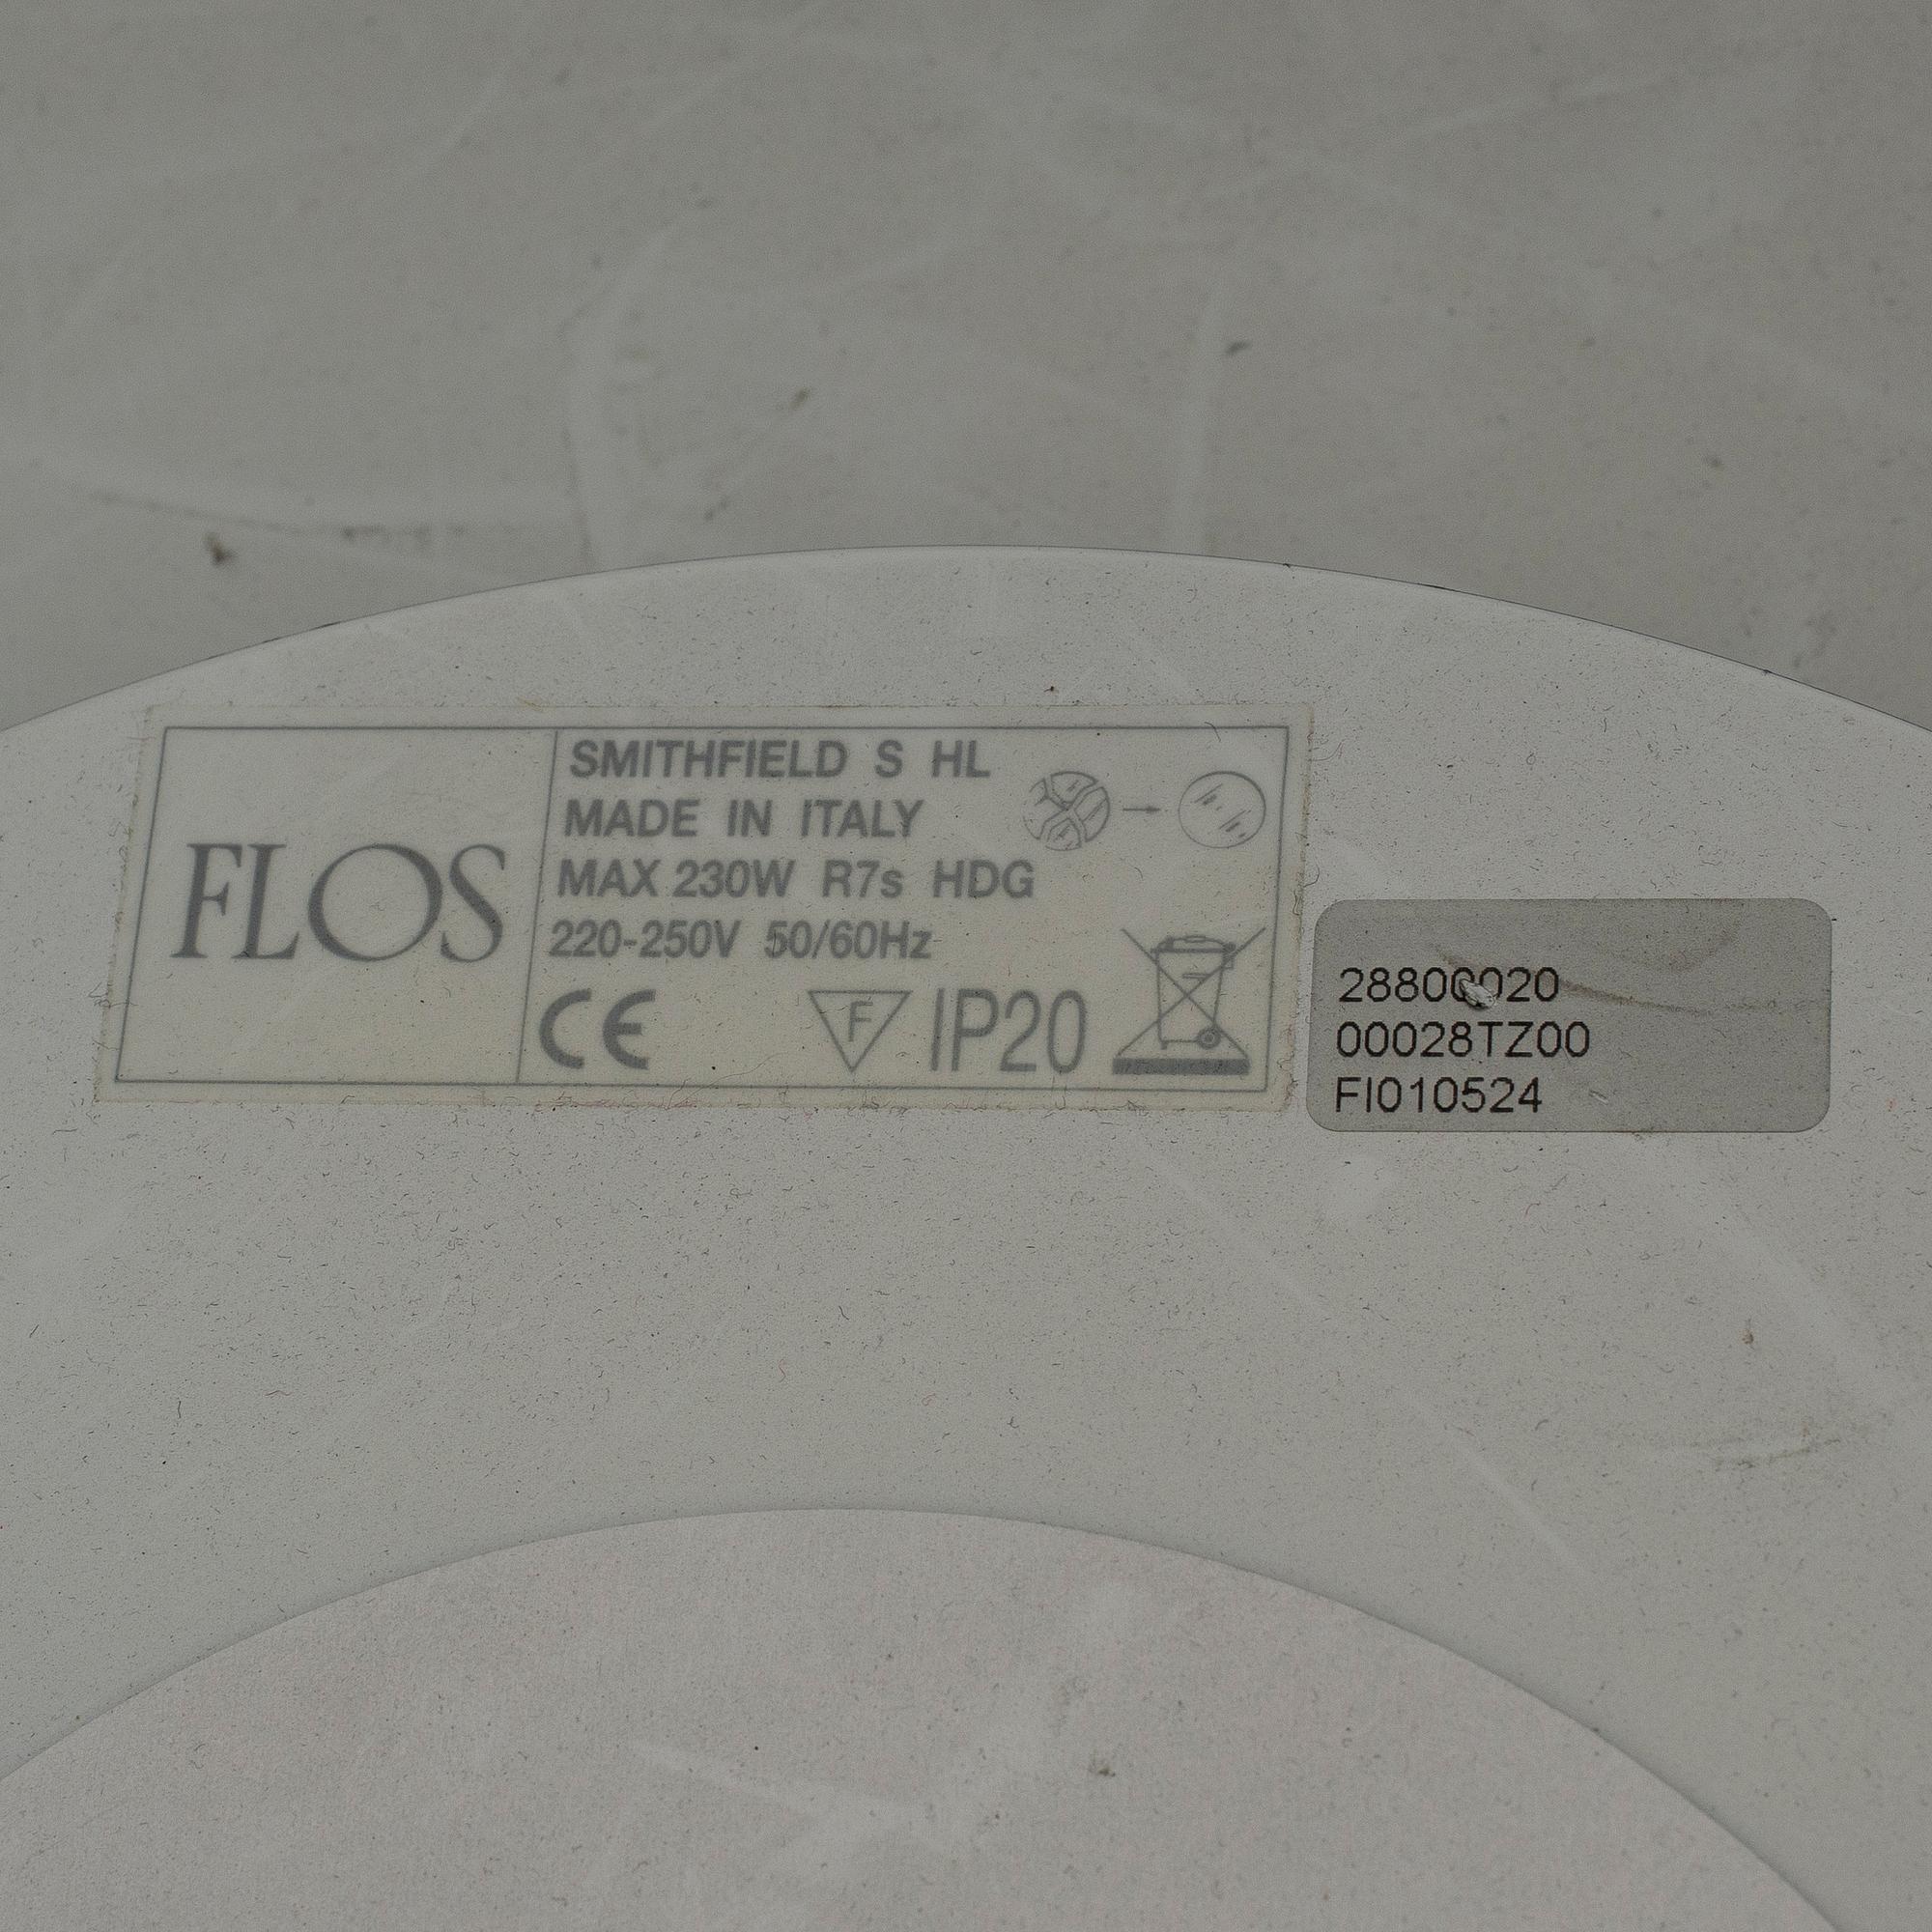 FLOS
SMITHFIELD S HL
MADE IN ITALY
MAX 230W R7s HDG
220-250V 50/60Hz
CE F IP20
28800020
00028TZ00
FI010524